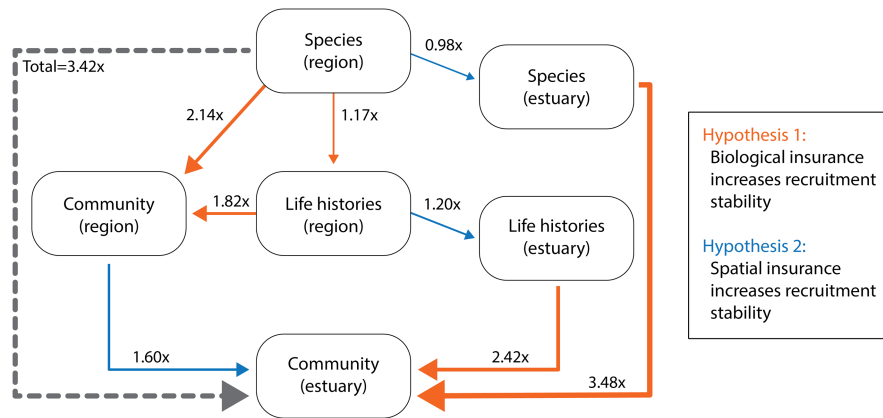 Species
(region)
0.98x
Total=3.42x
Species
(estuary)
2.14x
1.17x
Hypothesis 1:
Biological insurance
increases recruitment
stability
Community
(region)
1.82x
Life histories
(region)
1.20x
Life histories
(estuary)
Hypothesis 2:
Spatial insurance
increases recruitment
stability
1.60x
Community
(estuary)
2.42x
3.48x